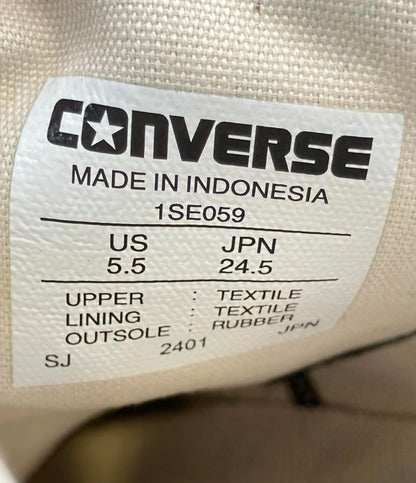 CONVERSE
MADE IN INDONESIA
1SE059
US JPN
5.5 24.5
UPPER : TEXTILE
LINING : TEXTILE
OUTSOLE : RUBBER
SJ 2401 JPN